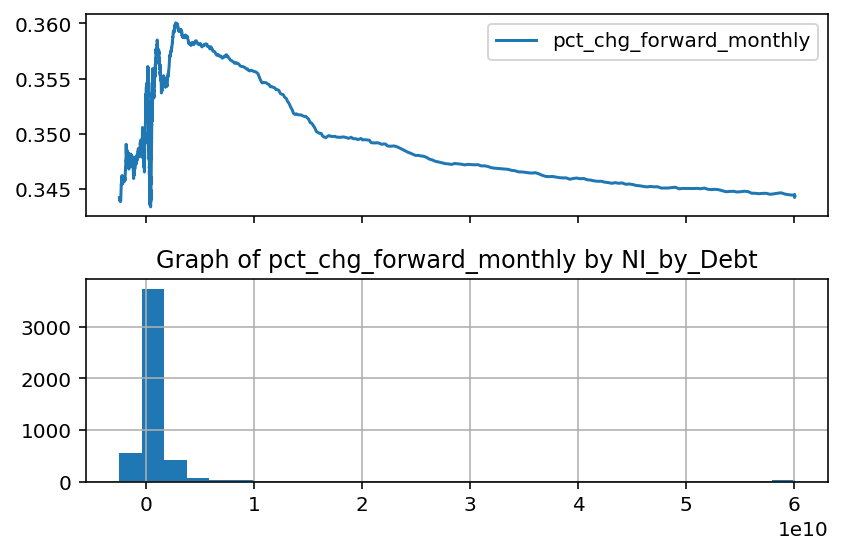 0.360
0.355
0.350
0.345
pct_chg_forward_monthly
Graph of pct_chg_forward_monthly by NI_by_Debt
3000
2000
1000
0
0 1 2 3 4 5 6
1e10